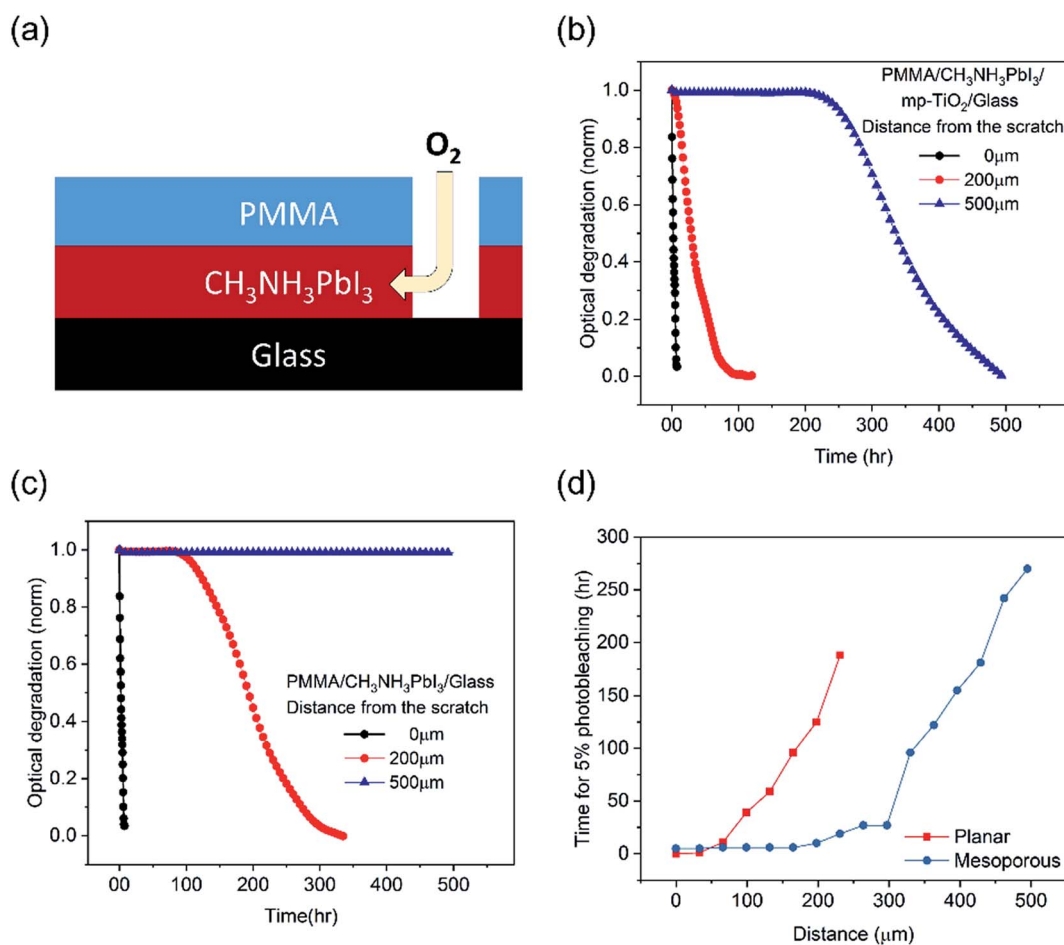 (a)
O₂
PMMA
CH₃NH₃PbI₃
Glass
(b)
PMMA/CH₃NH₃PbI₃/
mp-TiO₂/Glass
Distance from the scratch
0μm
200μm
500μm
Optical degradation (norm)
1.0
0.8
0.6
0.4
0.2
0.0
00 100 200 300 400 500
Time (hr)
(c)
PMMA/CH₃NH₃PbI₃/Glass
Distance from the scratch
0μm
200μm
500μm
Optical degradation (norm)
1.0
0.8
0.6
0.4
0.2
0.0
00 100 200 300 400 500
Time(hr)
(d)
Time for 5% photobleaching (hr)
300
250
200
150
100
50
0
Planar
Mesoporous
0 100 200 300 400 500
Distance (μm)